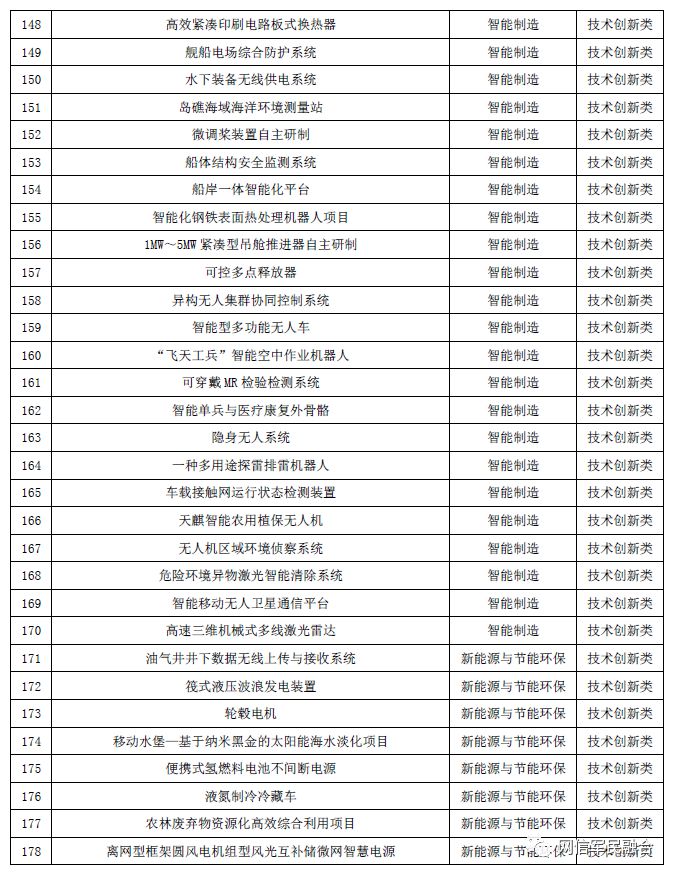 148 高效紧凑印刷电路板式换热器 智能制造 技术创新类
149 舰船电场综合防护系统 智能制造 技术创新类
150 水下装备无线供电系统 智能制造 技术创新类
151 岛礁海域海洋环境测量站 智能制造 技术创新类
152 微调桨装置自主研制 智能制造 技术创新类
153 船体结构安全监测系统 智能制造 技术创新类
154 船岸一体智能化平台 智能制造 技术创新类
155 智能化钢铁表面热处理机器人项目 智能制造 技术创新类
156 1MW～5MW 紧凑型吊舱推进器自主研制 智能制造 技术创新类
157 可控多点释放器 智能制造 技术创新类
158 异构无人集群协同控制系统 智能制造 技术创新类
159 智能型多功能无人车 智能制造 技术创新类
160 “飞天工兵”智能空中作业机器人 智能制造 技术创新类
161 可穿戴 MR 检验检测系统 智能制造 技术创新类
162 智能单兵与医疗康复外骨骼 智能制造 技术创新类
163 隐身无人系统 智能制造 技术创新类
164 一种多用途探雷排雷机器人 智能制造 技术创新类
165 车载接触网运行状态检测装置 智能制造 技术创新类
166 天麒智能农用植保无人机 智能制造 技术创新类
167 无人机区域环境侦察系统 智能制造 技术创新类
168 危险环境异物激光智能清除系统 智能制造 技术创新类
169 智能移动无人卫星通信平台 智能制造 技术创新类
170 高速三维机械式多线激光雷达 智能制造 技术创新类
171 油气井井下数据无线上传与接收系统 新能源与节能环保 技术创新类
172 筏式液压波浪发电装置 新能源与节能环保 技术创新类
173 轮毂电机 新能源与节能环保 技术创新类
174 移动水堡—基于纳米黑金的太阳能海水淡化项目 新能源与节能环保 技术创新类
175 便携式氢燃料电池不间断电源 新能源与节能环保 技术创新类
176 液氮制冷冷藏车 新能源与节能环保 技术创新类
177 农林废弃物资源化高效综合利用项目 新能源与节能环保 技术创新类
178 离网型框架圆风电机组型风光互补储微网智慧电源 新能源与节能环保 技术创新类
网信军民融合